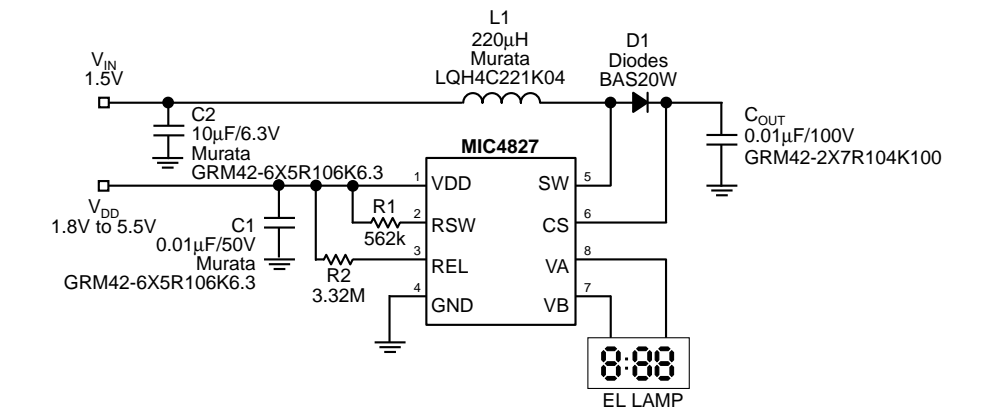 L1
220µH
Murata
LQH4C221K04
D1
Diodes
BAS20W
VIN
1.5V
C2
10µF/6.3V
Murata
GRM42-6X5R106K6.3
COUT
0.01µF/100V
GRM42-2X7R104K100
MIC4827
VDD
1.8V to 5.5V
C1
0.01µF/50V
Murata
GRM42-6X5R106K6.3
R1
562k
R2
3.32M
1 VDD
2 RSW
3 REL
4 GND
SW 5
CS 6
VA 8
VB 7
8:88
EL LAMP